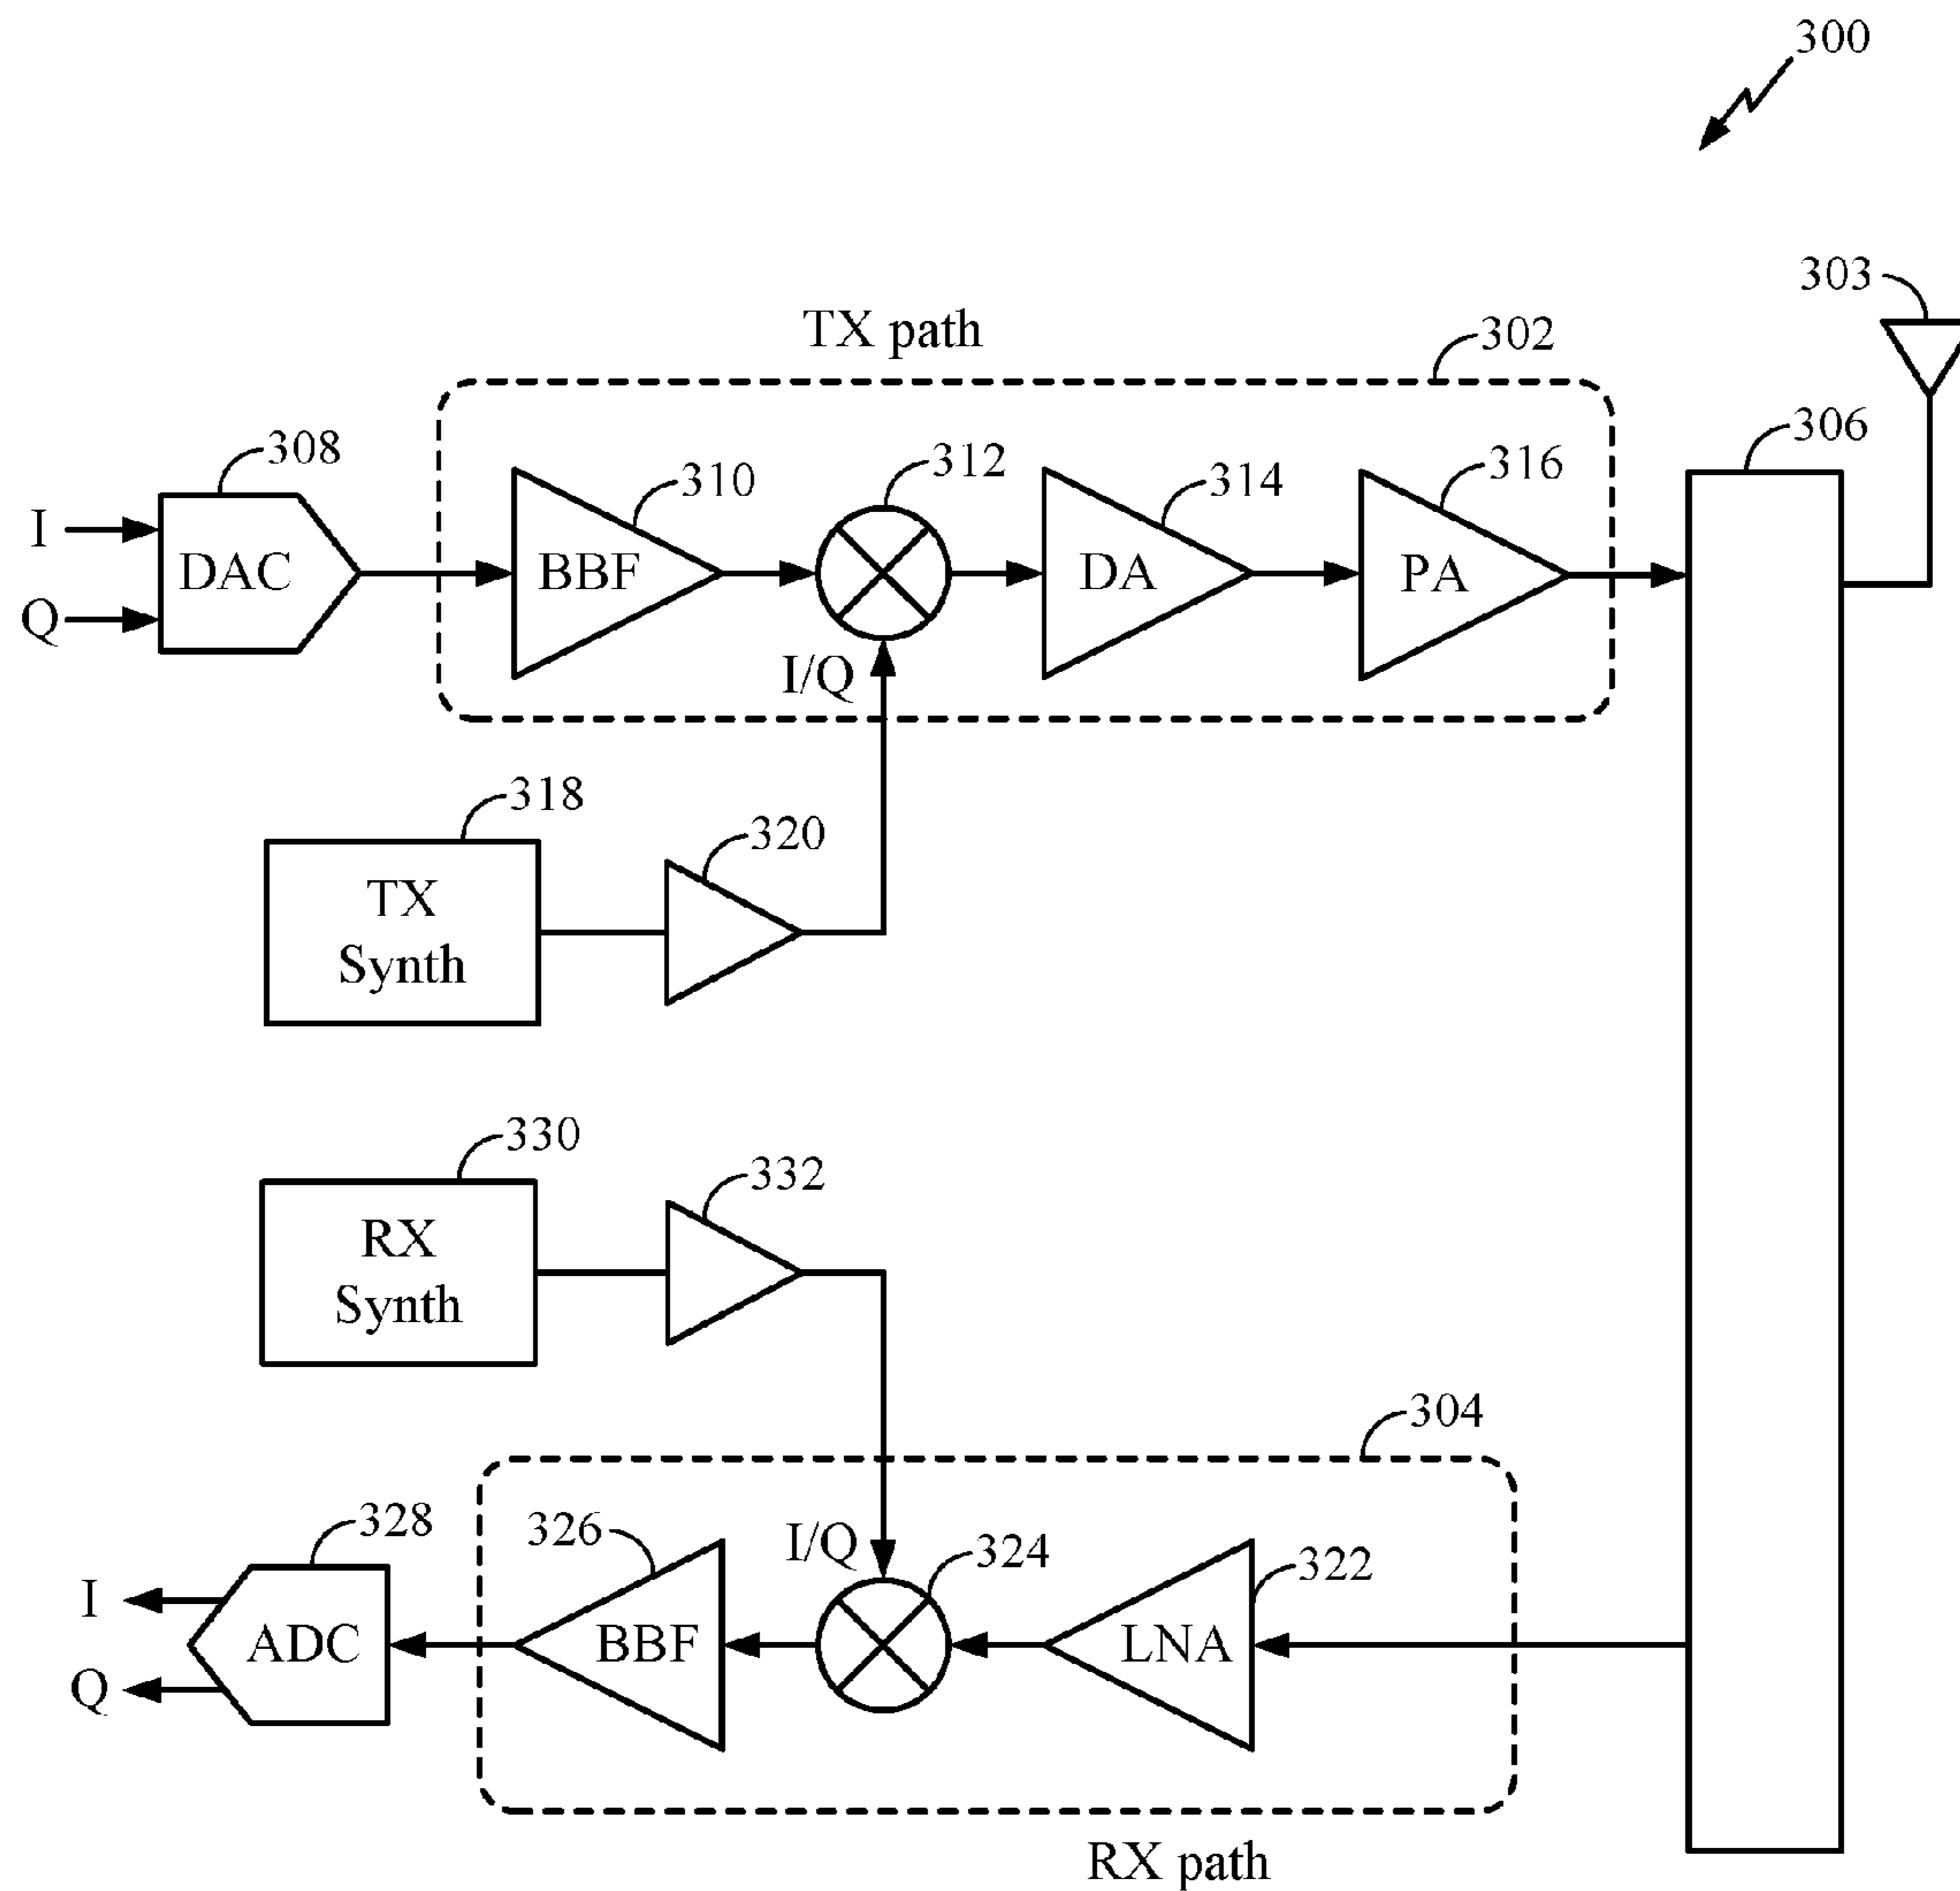 300
303
TX path
302
306
308
310
312
314
316
I
DAC
BBF
DA
PA
Q
I/Q
318
320
TX
Synth
330
332
RX
Synth
304
328
326
I/Q
324
322
I
ADC
BBF
LNA
Q
RX path